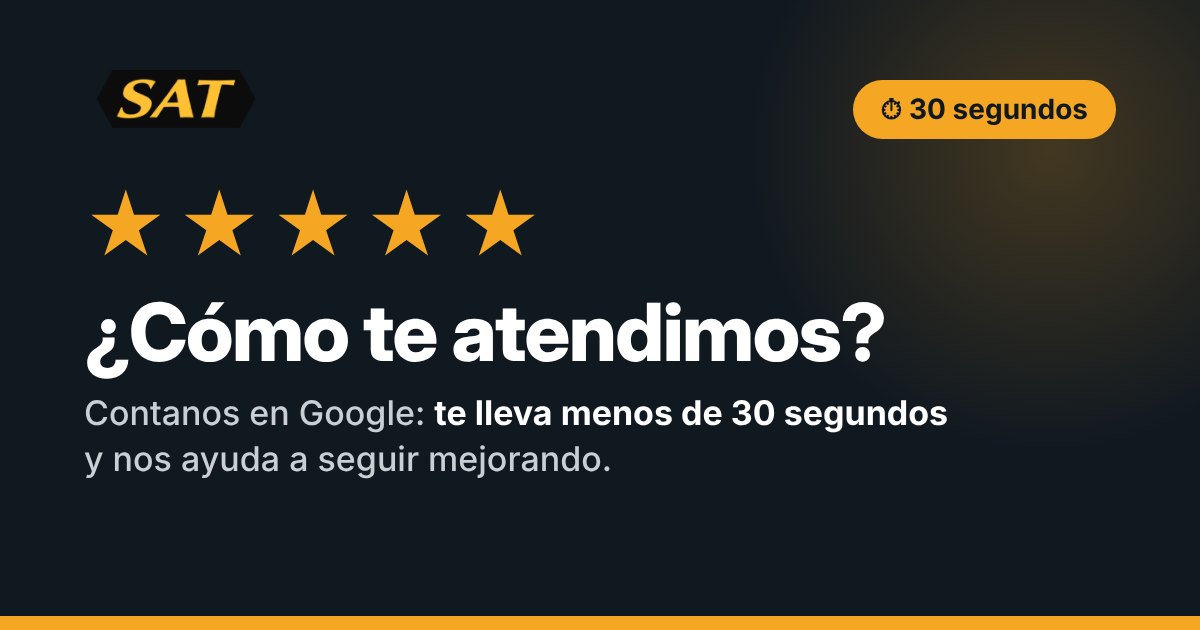 SAT
⏱ 30 segundos
¿Cómo te atendimos?
Contanos en Google: te lleva menos de 30 segundos
y nos ayuda a seguir mejorando.